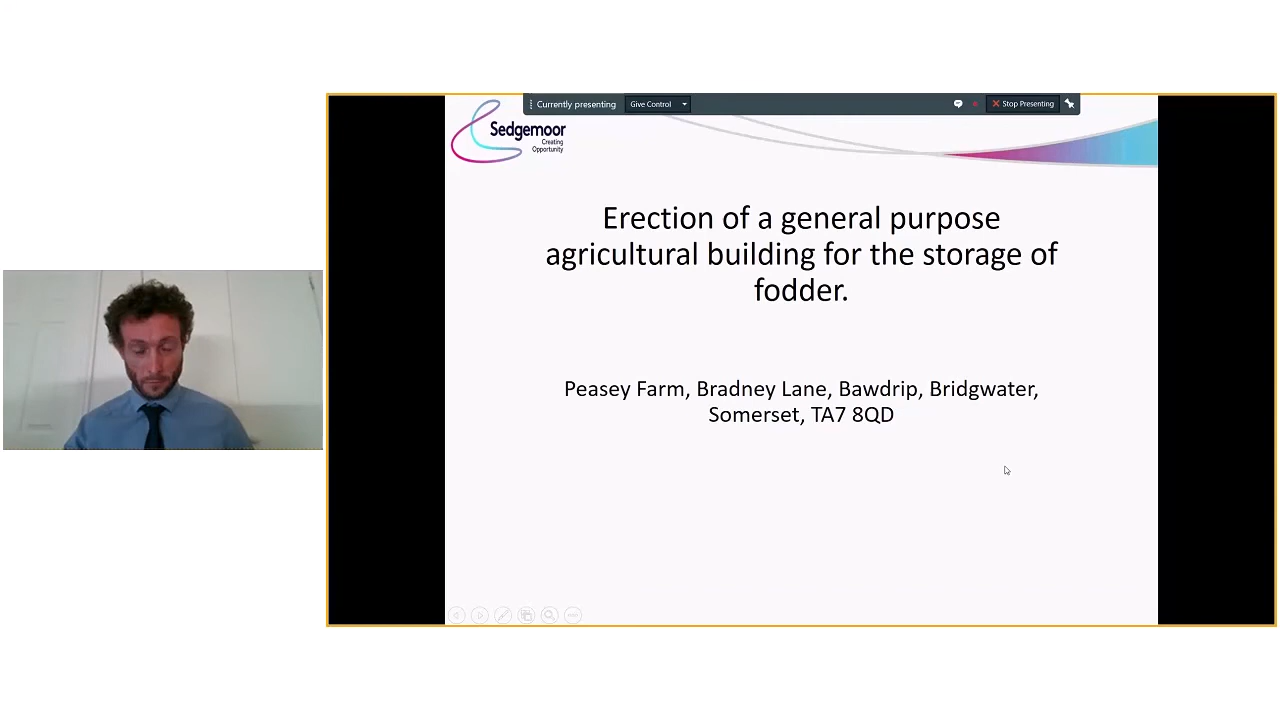 Currently presenting
Give Control
Stop Presenting
Sedgemoor
Creating
Opportunity
Erection of a general purpose
agricultural building for the storage of
fodder.
Peasey Farm, Bradney Lane, Bawdrip, Bridgwater,
Somerset, TA7 8QD